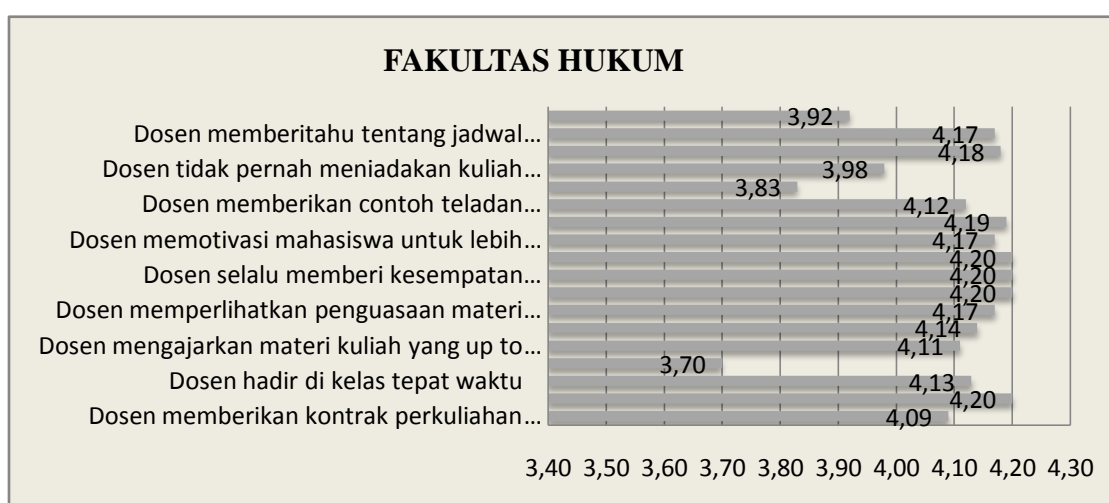 FAKULTAS HUKUM
3,92
Dosen memberitahu tentang jadwal... 4,17
4,18
Dosen tidak pernah meniadakan kuliah... 3,98
3,83
Dosen memberikan contoh teladan... 4,12
4,19
Dosen memotivasi mahasiswa untuk lebih... 4,17
4,20
Dosen selalu memberi kesempatan... 4,20
4,20
Dosen memperlihatkan penguasaan materi... 4,17
4,14
Dosen mengajarkan materi kuliah yang up to... 4,11
3,70
Dosen hadir di kelas tepat waktu 4,13
4,20
Dosen memberikan kontrak perkuliahan... 4,09
3,40 3,50 3,60 3,70 3,80 3,90 4,00 4,10 4,20 4,30